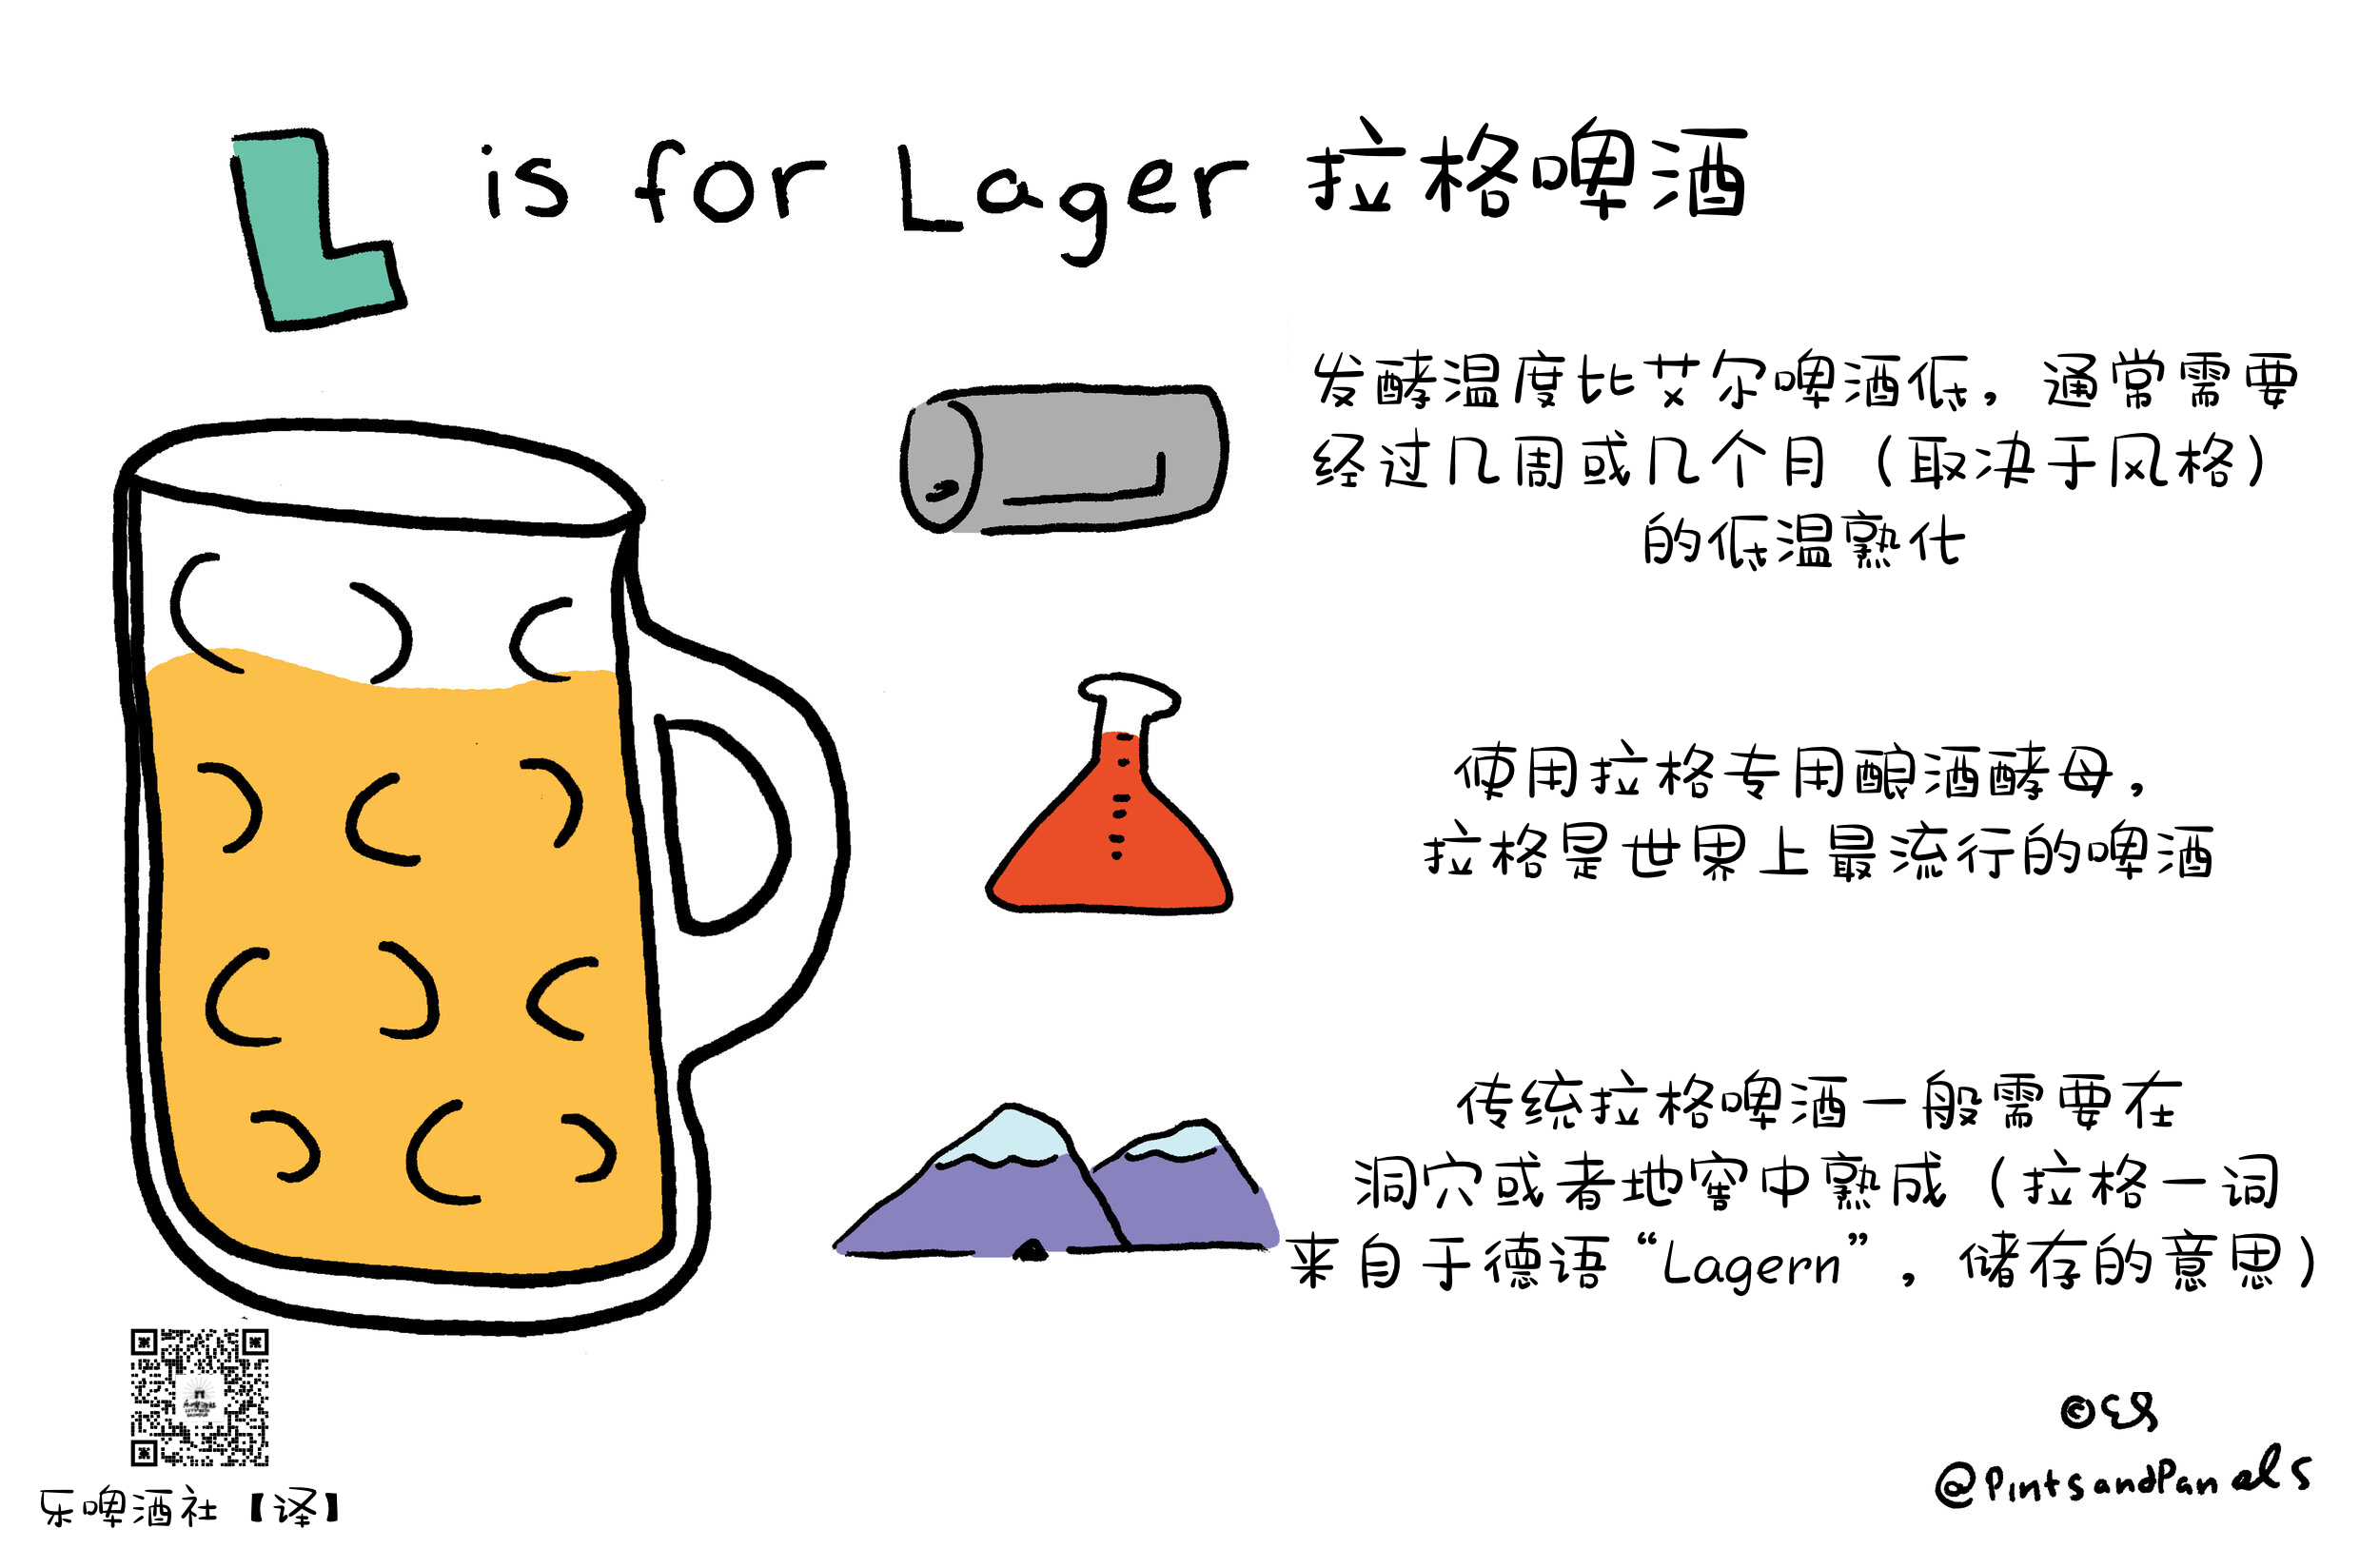 L is for Lager 拉格啤酒
发酵温度比艾尔啤酒低，通常需要
经过几周或几个月（取决于风格）
的低温熟化
使用拉格专用酿酒酵母，
拉格是世界上最流行的啤酒
传统拉格啤酒一般需要在
洞穴或者地窖中熟成（拉格一词
来自于德语“Lagern”，储存的意思）
乐啤酒社【译】
©ES
@PintsandPanels